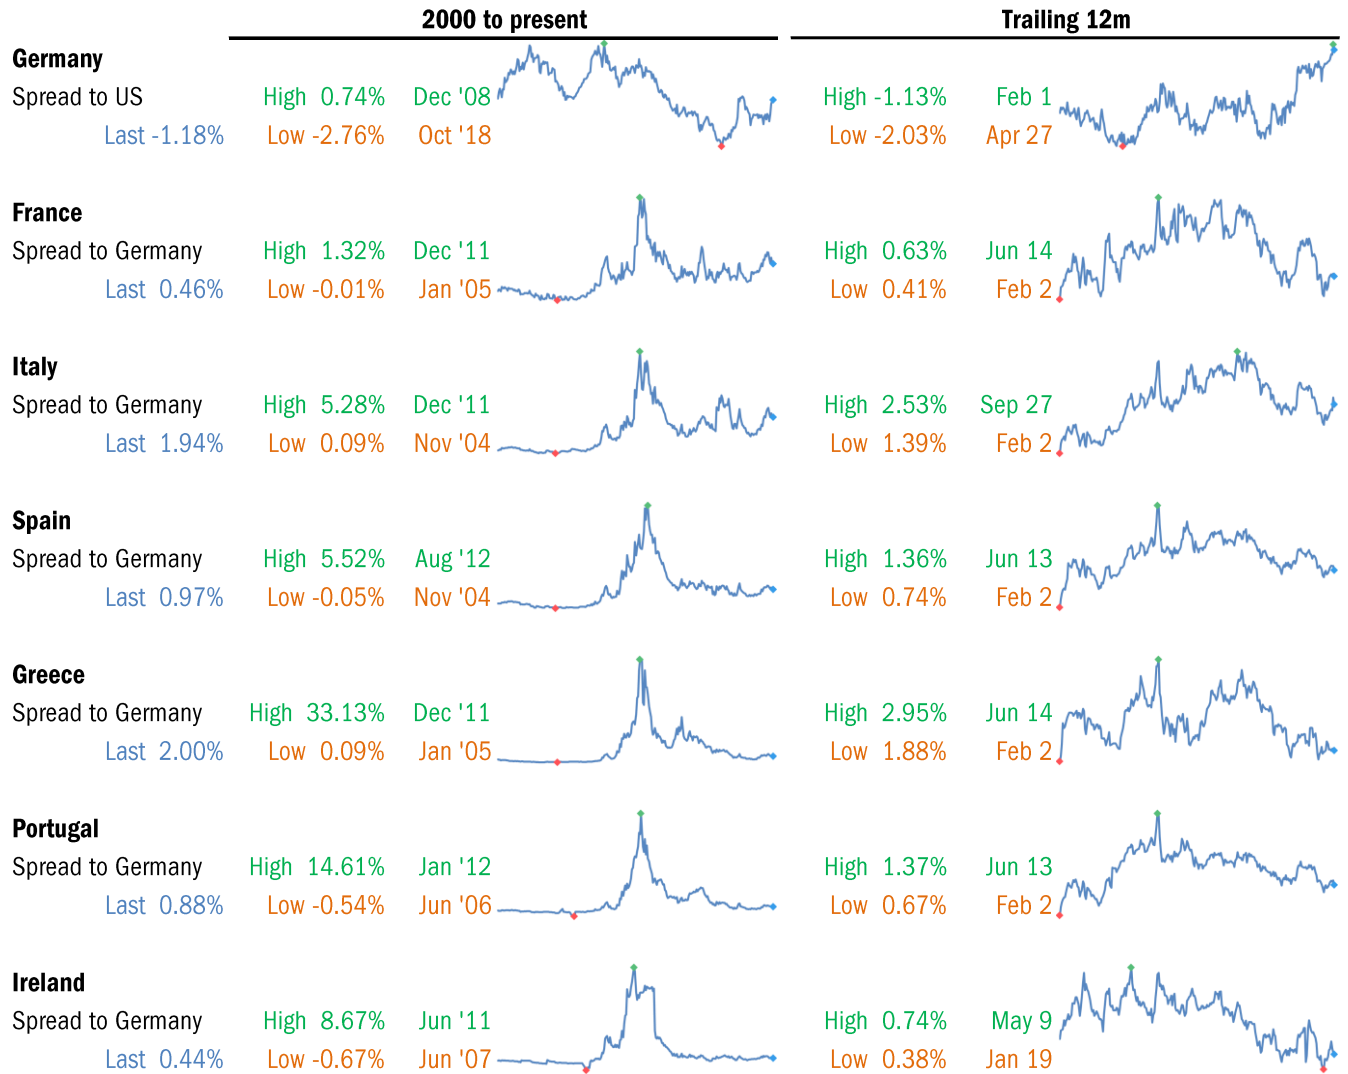 2000 to present Trailing 12m
Germany
Spread to US High 0.74% Dec '08 High -1.13% Feb 1
Last -1.18% Low -2.76% Oct '18 Low -2.03% Apr 27
France
Spread to Germany High 1.32% Dec '11 High 0.63% Jun 14
Last 0.46% Low -0.01% Jan '05 Low 0.41% Feb 2
Italy
Spread to Germany High 5.28% Dec '11 High 2.53% Sep 27
Last 1.94% Low 0.09% Nov '04 Low 1.39% Feb 2
Spain
Spread to Germany High 5.52% Aug '12 High 1.36% Jun 13
Last 0.97% Low -0.05% Nov '04 Low 0.74% Feb 2
Greece
Spread to Germany High 33.13% Dec '11 High 2.95% Jun 14
Last 2.00% Low 0.09% Jan '05 Low 1.88% Feb 2
Portugal
Spread to Germany High 14.61% Jan '12 High 1.37% Jun 13
Last 0.88% Low -0.54% Jun '06 Low 0.67% Feb 2
Ireland
Spread to Germany High 8.67% Jun '11 High 0.74% May 9
Last 0.44% Low -0.67% Jun '07 Low 0.38% Jan 19